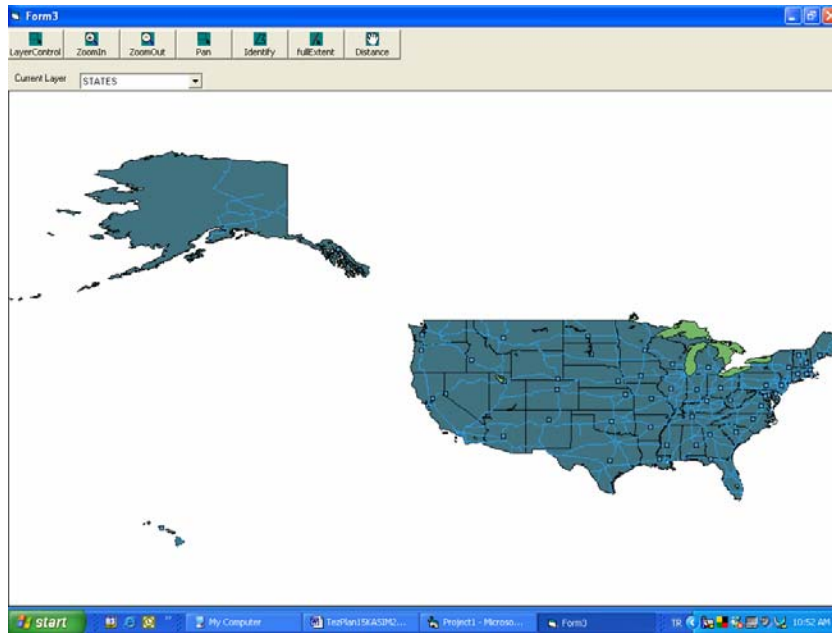 Form3
LayerControl ZoomIn ZoomOut Pan Identify fullExtent Distance
Current Layer STATES
start My Computer TezPlan15KASIM2... Project1 - Microso... Form3 TR 10:52 AM